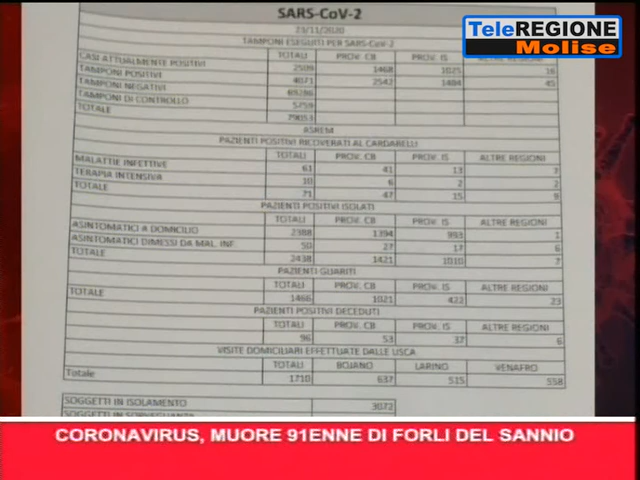 SARS-CoV-2
TeleREGIONE
Molise
23/11/2020
TAMPONI ESEGUITI PER SARS-CoV-2
TOTALI PROV. CB PROV. IS ALTRE REGIONI
CASI ATTUALMENTE POSITIVI 2509 1468 1025 16
TAMPONI POSITIVI 4071 2542 1484 45
TAMPONI NEGATIVI
TAMPONI DI CONTROLLO 5759
TOTALE 79053
ASREM
PAZIENTI POSITIVI RICOVERATI AL CARDARELLI
TOTALI PROV. CB PROV. IS ALTRE REGIONI
MALATTIE INFETTIVE 61 41 13 7
TERAPIA INTENSIVA 10 6 2 2
TOTALE 71 47 15 9
PAZIENTI POSITIVI ISOLATI
TOTALI PROV. CB PROV. IS ALTRE REGIONI
ASINTOMATICI A DOMICILIO 2388 1394 993 1
ASINTOMATICI DIMESSI DA MAL. INF 50 27 17 6
TOTALE 2438 1421 1010 7
PAZIENTI GUARITI
TOTALI PROV. CB PROV. IS ALTRE REGIONI
TOTALE 1466 1021 422 23
PAZIENTI POSITIVI DECEDUTI
TOTALI PROV. CB PROV. IS ALTRE REGIONI
96 53 37 6
VISITE DOMICILIARI EFFETTUATE DALLE USCA
TOTALI BOJANO LARINO VENAFRO
Totale 1710 637 515 558
SOGGETTI IN ISOLAMENTO 3072
SOGGETTI IN SORVEGLIANZA
CORONAVIRUS, MUORE 91ENNE DI FORLI DEL SANNIO